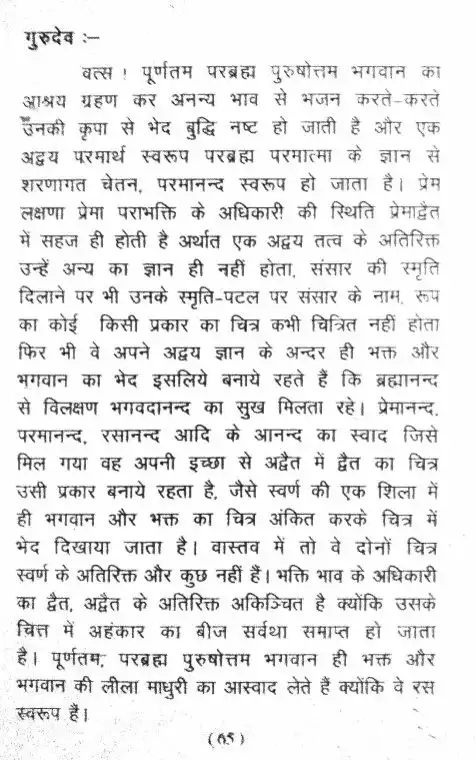 गुरुदेव :–
वत्स ! पूर्णतम परब्रह्म पुरुषोत्तम भगवान का
आश्रय ग्रहण कर अनन्य भाव से भजन करते-करते
उनकी कृपा से भेद बुद्धि नष्ट हो जाती है और एक
अद्वय परमार्थ स्वरूप परब्रह्म परमात्मा के ज्ञान से
शरणागत चेतन, परमानन्द स्वरूप हो जाता है। प्रेम
लक्षणा प्रेमा पराभक्ति के अधिकारी की स्थिति प्रेमाद्वैत
में सहज ही होती है अर्थात एक अद्वय तत्व के अतिरिक्त
उन्हें अन्य का ज्ञान ही नहीं होता, संसार की स्मृति
दिलाने पर भी उनके स्मृति-पटल पर संसार के नाम, रूप
का कोई किसी प्रकार का चित्र कभी चित्रित नहीं होता
फिर भी वे अपने अद्वय ज्ञान के अन्दर ही भक्त और
भगवान का भेद इसलिये बनाये रहते हैं कि ब्रह्मानन्द
से विलक्षण भगवदानन्द का सुख मिलता रहे। प्रेमानन्द,
परमानन्द, रसानन्द आदि के आनन्द का स्वाद जिसे
मिल गया वह अपनी इच्छा से अद्वैत में द्वैत का चित्र
उसी प्रकार बनाये रहता है, जैसे स्वर्ण की एक शिला में
ही भगवान और भक्त का चित्र अंकित करके चित्र में
भेद दिखाया जाता है। वास्तव में तो वे दोनों चित्र
स्वर्ण के अतिरिक्त और कुछ नहीं हैं। भक्ति भाव के अधिकारी
का द्वैत, अद्वैत के अतिरिक्त अकिञ्चित है क्योंकि उसके
चित्त में अहंकार का बीज सर्वथा समाप्त हो जाता
है। पूर्णतम, परब्रह्म पुरुषोत्तम भगवान ही भक्त और
भगवान की लीला माधुरी का आस्वाद लेते हैं क्योंकि वे रस
स्वरूप हैं।
(65)